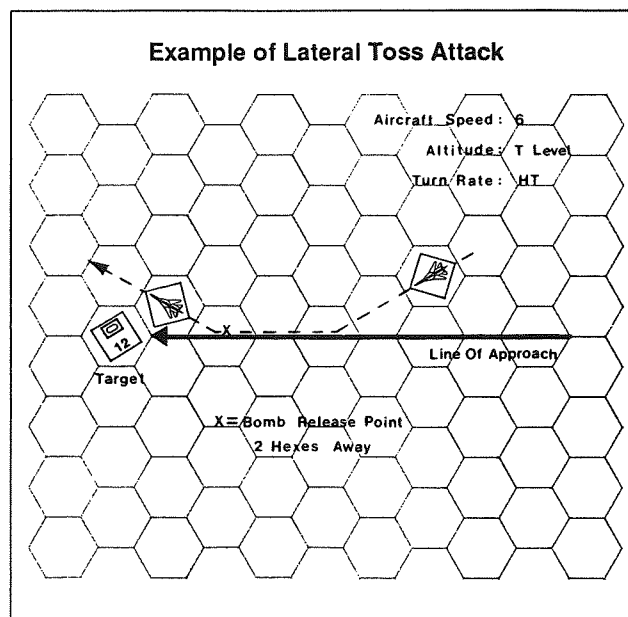 Example of Lateral Toss Attack
Aircraft Speed: 6
Altitude: T Level
Turn Rate: HT
X
12
Line Of Approach
Target
X=Bomb Release Point
2 Hexes Away